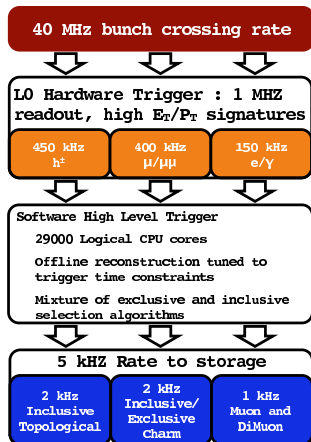 40 MHz bunch crossing rate
L0 Hardware Trigger : 1 MHZ
readout, high ET/PT signatures
450 kHz
h±
400 kHz
μ/μμ
150 kHz
e/γ
Software High Level Trigger
29000 Logical CPU cores
Offline reconstruction tuned to
trigger time constraints
Mixture of exclusive and inclusive
selection algorithms
5 kHZ Rate to storage
2 kHz
Inclusive
Topological
2 kHz
Inclusive/
Exclusive
Charm
1 kHz
Muon and
DiMuon